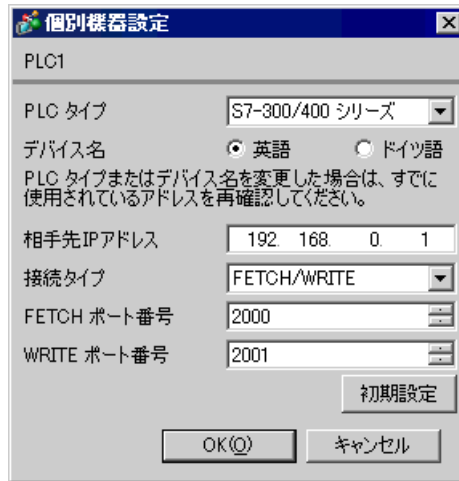 個別機器設定
PLC1
PLC タイプ S7-300/400 シリーズ
デバイス名 英語 ドイツ語
PLC タイプまたはデバイス名を変更した場合は、すでに
使用されているアドレスを再確認してください。
相手先IPアドレス 192. 168. 0. 1
接続タイプ FETCH/WRITE
FETCH ポート番号 2000
WRITE ポート番号 2001
初期設定
OK(O) キャンセル